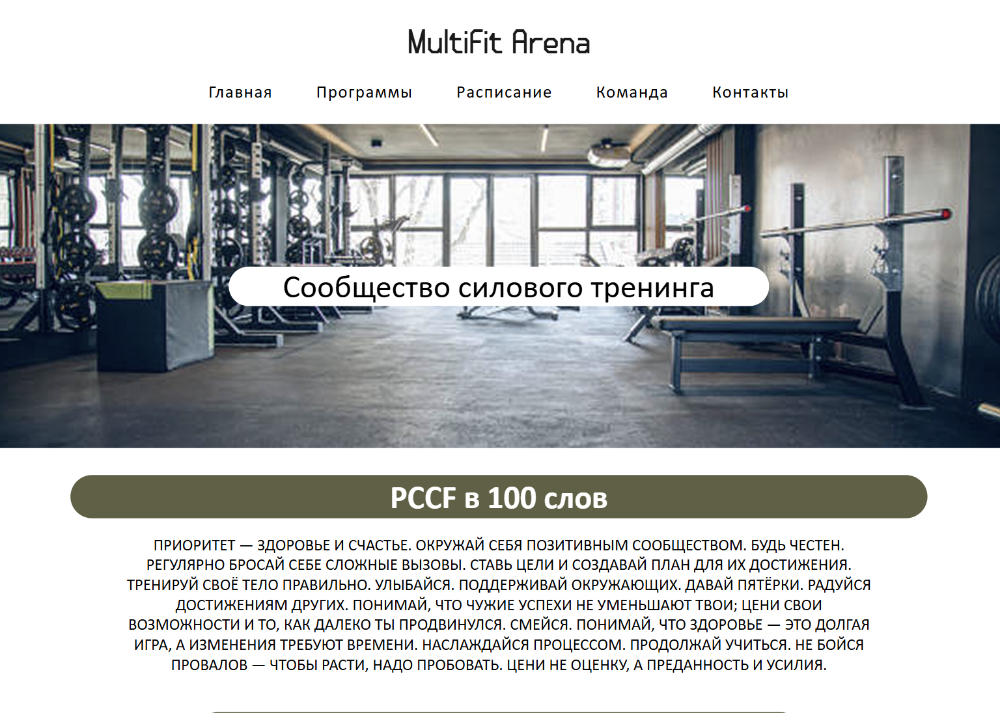 MultiFit Arena
Главная Программы Расписание Команда Контакты
Сообщество силового тренинга
PCCF в 100 слов
ПРИОРИТЕТ — ЗДОРОВЬЕ И СЧАСТЬЕ. ОКРУЖАЙ СЕБЯ ПОЗИТИВНЫМ СООБЩЕСТВОМ. БУДЬ ЧЕСТЕН.
РЕГУЛЯРНО БРОСАЙ СЕБЕ СЛОЖНЫЕ ВЫЗОВЫ. СТАВЬ ЦЕЛИ И СОЗДАВАЙ ПЛАН ДЛЯ ИХ ДОСТИЖЕНИЯ.
ТРЕНИРУЙ СВОЁ ТЕЛО ПРАВИЛЬНО. УЛЫБАЙСЯ. ПОДДЕРЖИВАЙ ОКРУЖАЮЩИХ. ДАВАЙ ПЯТЁРКИ. РАДУЙСЯ
ДОСТИЖЕНИЯМ ДРУГИХ. ПОНИМАЙ, ЧТО ЧУЖИЕ УСПЕХИ НЕ УМЕНЬШАЮТ ТВОИ; ЦЕНИ СВОИ
ВОЗМОЖНОСТИ И ТО, КАК ДАЛЕКО ТЫ ПРОДВИНУЛСЯ. СМЕЙСЯ. ПОНИМАЙ, ЧТО ЗДОРОВЬЕ — ЭТО ДОЛГАЯ
ИГРА, А ИЗМЕНЕНИЯ ТРЕБУЮТ ВРЕМЕНИ. НАСЛАЖДАЙСЯ ПРОЦЕССОМ. ПРОДОЛЖАЙ УЧИТЬСЯ. НЕ БОЙСЯ
ПРОВАЛОВ — ЧТОБЫ РАСТИ, НАДО ПРОБОВАТЬ. ЦЕНИ НЕ ОЦЕНКУ, А ПРЕДАННОСТЬ И УСИЛИЯ.